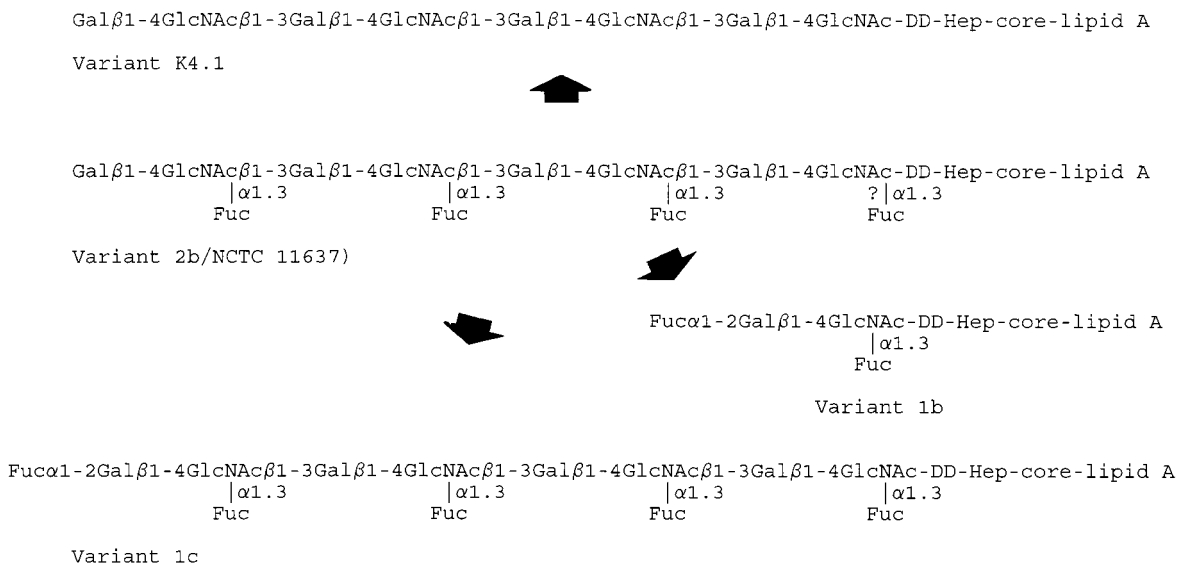 Galβ1-4GlcNAcβ1-3Galβ1-4GlcNAcβ1-3Galβ1-4GlcNAcβ1-3Galβ1-4GlcNAc-DD-Hep-core-lipid A
Variant K4.1
Galβ1-4GlcNAcβ1-3Galβ1-4GlcNAcβ1-3Galβ1-4GlcNAcβ1-3Galβ1-4GlcNAc-DD-Hep-core-lipid A
|α1.3 |α1.3 |α1.3 ?|α1.3
Fuc Fuc Fuc Fuc
Variant 2b/NCTC 11637)
Fucα1-2Galβ1-4GlcNAc-DD-Hep-core-lipid A
|α1.3
Fuc
Variant 1b
Fucα1-2Galβ1-4GlcNAcβ1-3Galβ1-4GlcNAcβ1-3Galβ1-4GlcNAcβ1-3Galβ1-4GlcNAc-DD-Hep-core-lipid A
|α1.3 |α1.3 |α1.3 |α1.3
Fuc Fuc Fuc Fuc
Variant 1c